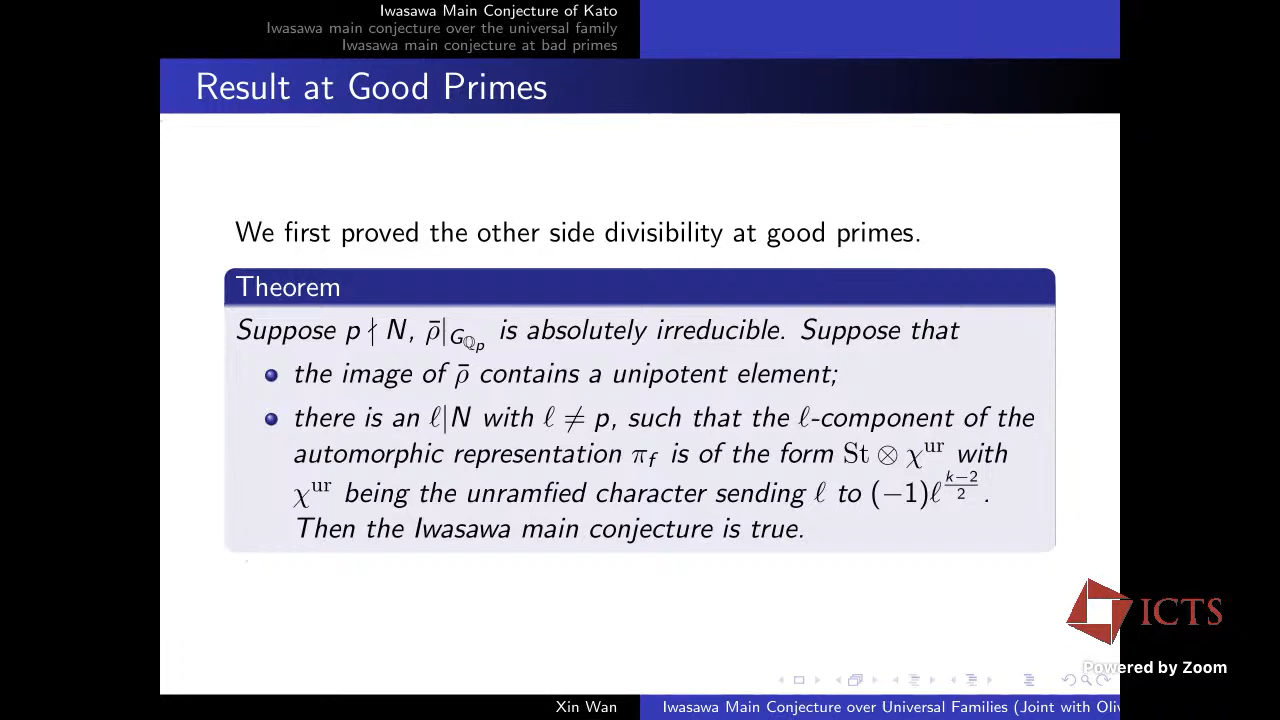 Iwasawa Main Conjecture of Kato
Iwasawa main conjecture over the universal family
Iwasawa main conjecture at bad primes
Result at Good Primes
We first proved the other side divisibility at good primes.
Theorem
Suppose p ∤ N, ρ̄|_{G_{ℚ_p}} is absolutely irreducible. Suppose that
the image of ρ̄ contains a unipotent element;
there is an ℓ|N with ℓ ≠ p, such that the ℓ-component of the
automorphic representation π_f is of the form St ⊗ χ^{ur} with
χ^{ur} being the unramfied character sending ℓ to (−1)ℓ^{\frac{k−2}{2}}.
Then the Iwasawa main conjecture is true.
ICTS
Powered by Zoom
Xin Wan
Iwasawa Main Conjecture over Universal Families (Joint with